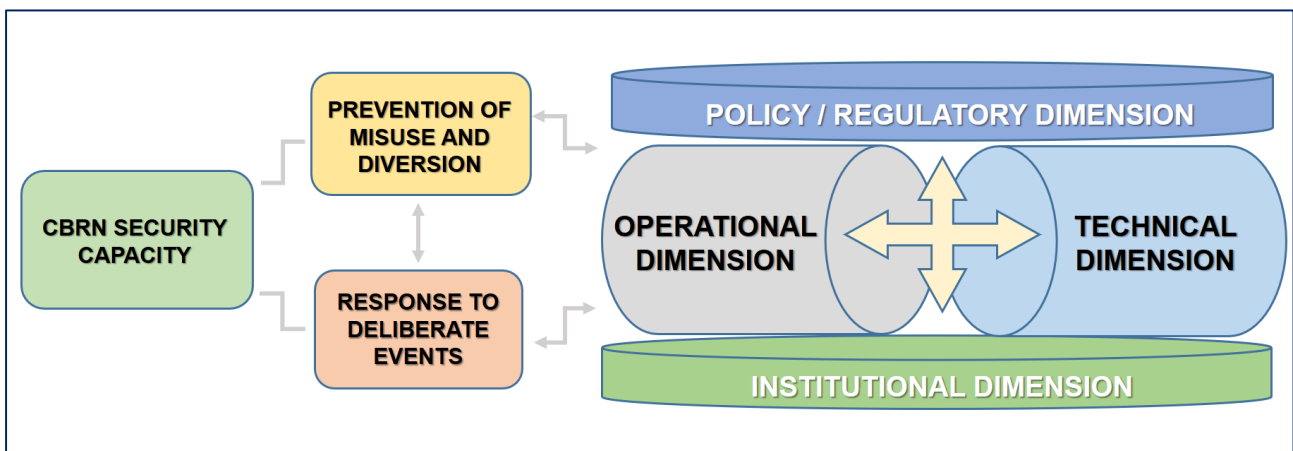 CBRN SECURITY
CAPACITY
PREVENTION OF
MISUSE AND
DIVERSION
RESPONSE TO
DELIBERATE
EVENTS
POLICY / REGULATORY DIMENSION
OPERATIONAL
DIMENSION
TECHNICAL
DIMENSION
INSTITUTIONAL DIMENSION